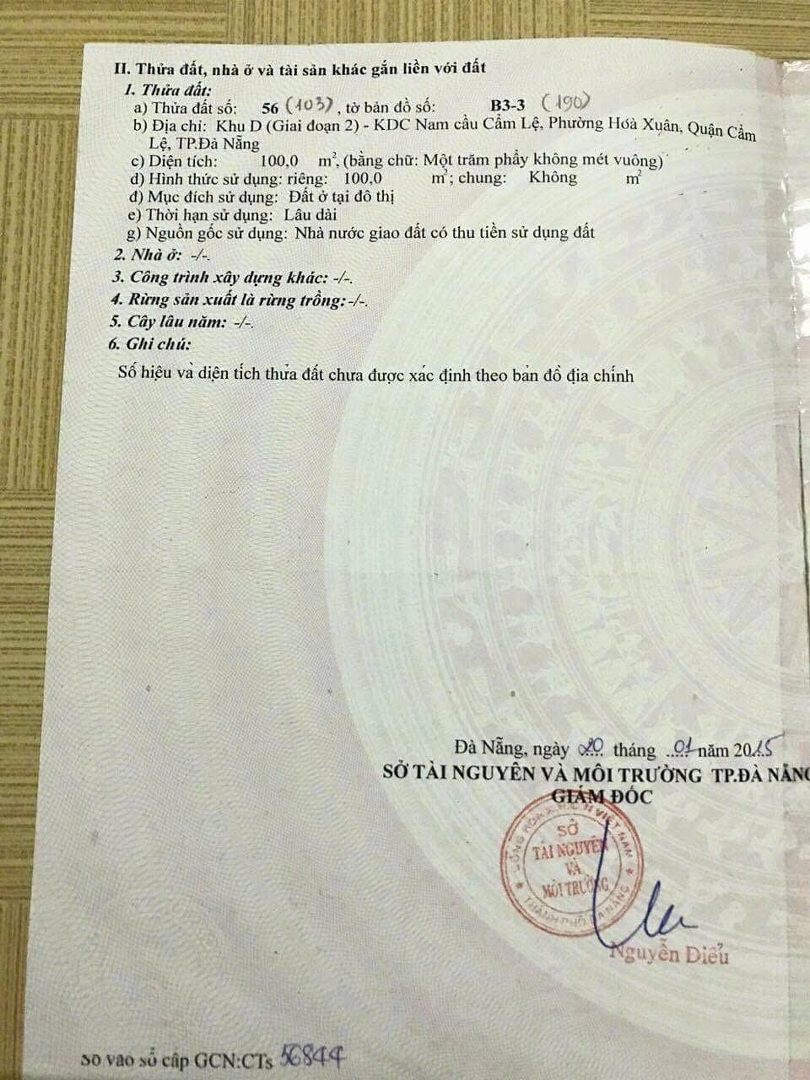 II. Thửa đất, nhà ở và tài sản khác gắn liền với đất
1. Thửa đất:
a) Thửa đất số: 56 (103), tờ bản đồ số: B3-3 (190)
b) Địa chỉ: Khu D (Giai đoạn 2) - KDC Nam cầu Cẩm Lệ, Phường Hoà Xuân, Quận Cẩm
Lệ, TP.Đà Nẵng
c) Diện tích: 100,0 m², (bằng chữ: Một trăm phẩy không mét vuông)
d) Hình thức sử dụng: riêng: 100,0 m²; chung: Không m²
đ) Mục đích sử dụng: Đất ở tại đô thị
e) Thời hạn sử dụng: Lâu dài
g) Nguồn gốc sử dụng: Nhà nước giao đất có thu tiền sử dụng đất
2. Nhà ở: -/-.
3. Công trình xây dựng khác: -/-.
4. Rừng sản xuất là rừng trồng:-/-.
5. Cây lâu năm: -/-.
6. Ghi chú:
Số hiệu và diện tích thửa đất chưa được xác định theo bản đồ địa chính
Đà Nẵng, ngày 20 tháng 01 năm 2015
SỞ TÀI NGUYÊN VÀ MÔI TRƯỜNG TP.ĐÀ NẴNG
GIÁM ĐỐC
CỘNG HÒA X.H.C.N VIỆT NAM
SỞ
TÀI NGUYÊN
VÀ
MÔI TRƯỜNG
THÀNH PHỐ ĐÀ NẴNG
Nguyễn Điểu
Số vào sổ cấp GCN:CTs 56844